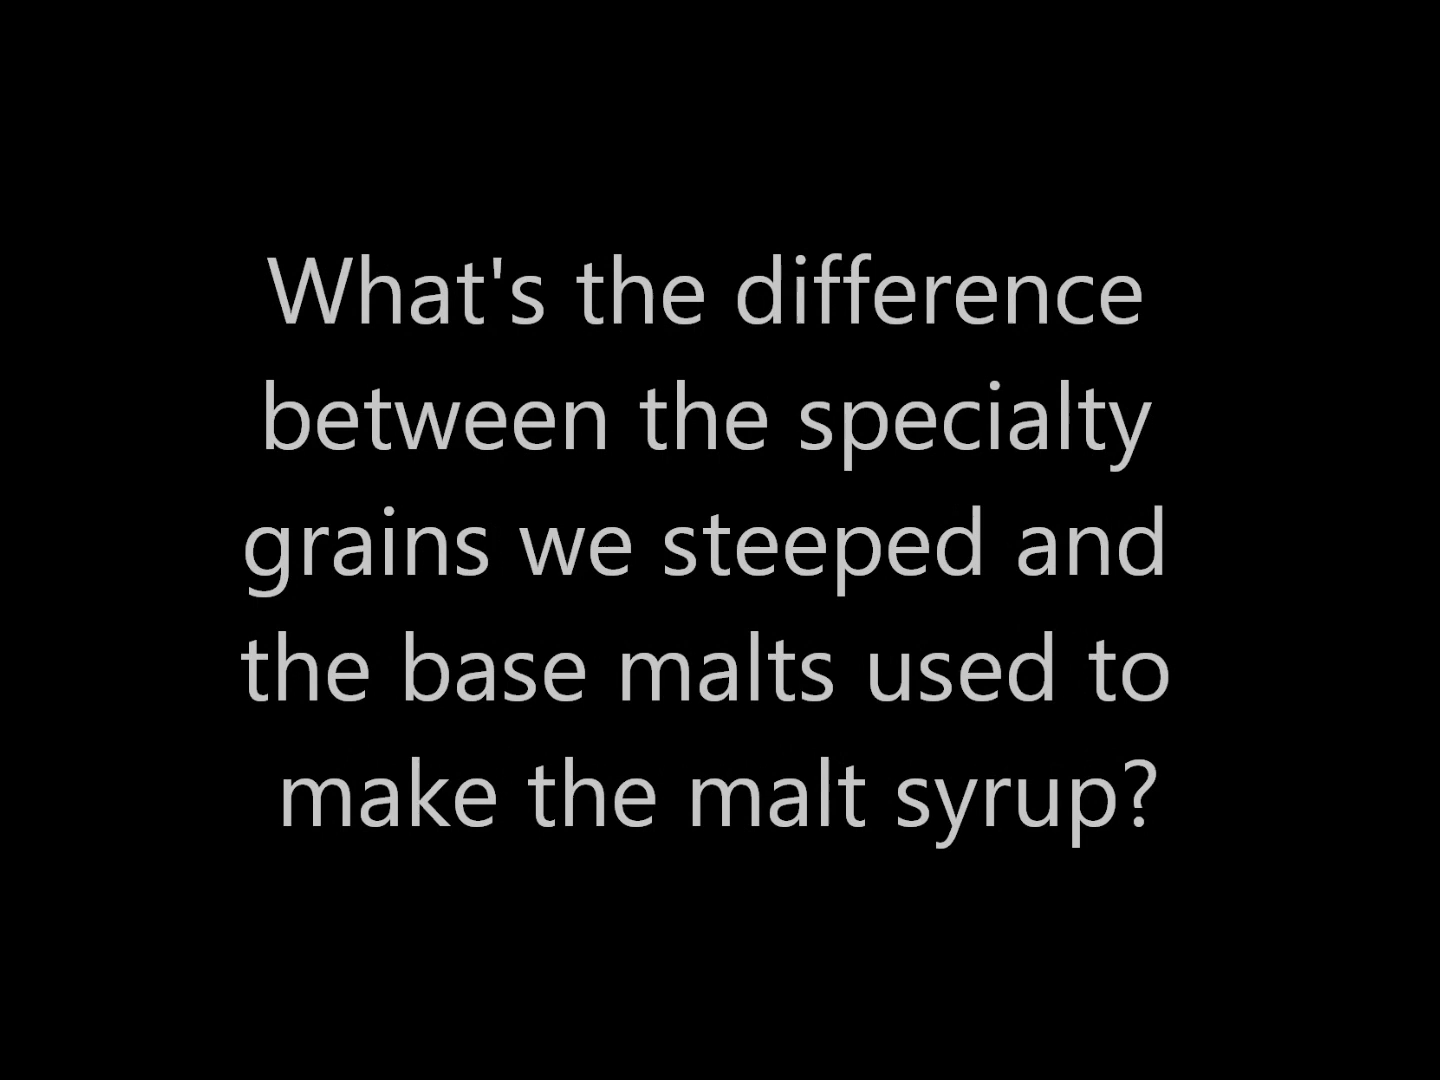 What's the difference
between the specialty
grains we steeped and
the base malts used to
make the malt syrup?